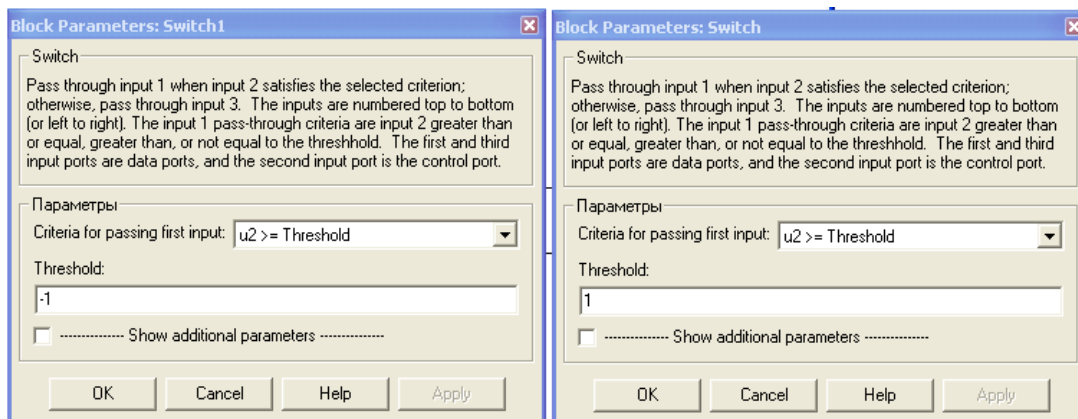 Block Parameters: Switch1
Switch
Pass through input 1 when input 2 satisfies the selected criterion;
otherwise, pass through input 3. The inputs are numbered top to bottom
(or left to right). The input 1 pass-through criteria are input 2 greater than
or equal, greater than, or not equal to the threshhold. The first and third
input ports are data ports, and the second input port is the control port.
Параметры
Criteria for passing first input: u2 >= Threshold
Threshold:
-1
-------------- Show additional parameters --------------
OK Cancel Help Apply
Block Parameters: Switch
Switch
Pass through input 1 when input 2 satisfies the selected criterion;
otherwise, pass through input 3. The inputs are numbered top to bottom
(or left to right). The input 1 pass-through criteria are input 2 greater than
or equal, greater than, or not equal to the threshhold. The first and third
input ports are data ports, and the second input port is the control port.
Параметры
Criteria for passing first input: u2 >= Threshold
Threshold:
1
-------------- Show additional parameters --------------
OK Cancel Help Apply